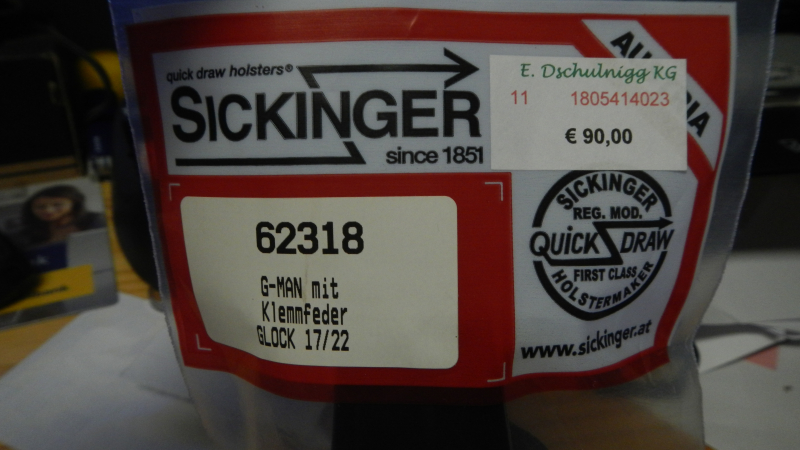 quick draw holsters®
SICKINGER
since 1851
E. Dschulnigg KG
11 1805414023
€ 90,00
62318
G-MAN mit
Klemmfeder
GLOCK 17/22
SICKINGER
REG. MOD.
QUICK DRAW
FIRST CLASS
HOLSTERMAKER
www.sickinger.at